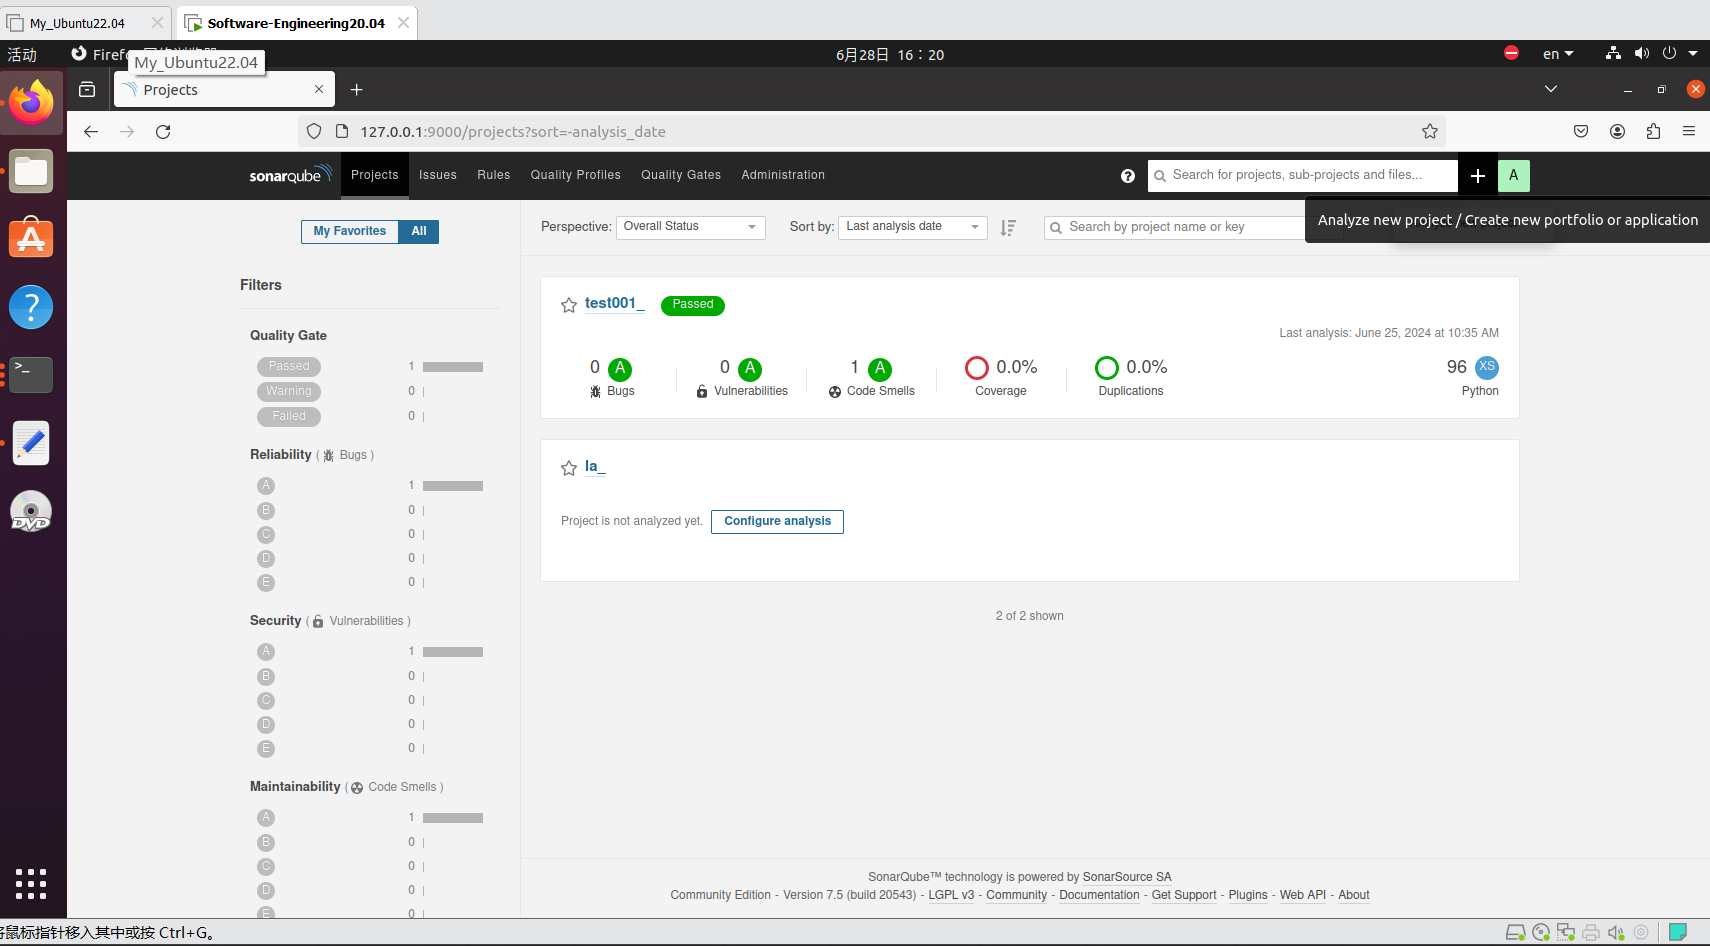 My_Ubuntu22.04
Software-Engineering20.04
活动
Firefo
My_Ubuntu22.04
6月28日 16：20
en
Projects
127.0.0.1:9000/projects?sort=-analysis_date
sonarqube
Projects
Issues
Rules
Quality Profiles
Quality Gates
Administration
Search for projects, sub-projects and files...
A
Analyze new project / Create new portfolio or application
My Favorites
All
Perspective:
Overall Status
Sort by:
Last analysis date
Search by project name or key
Filters
Quality Gate
Passed 1
Warning 0
Failed 0
Reliability ( Bugs )
A 1
B 0
C 0
D 0
E 0
Security ( Vulnerabilities )
A 1
B 0
C 0
D 0
E 0
Maintainability ( Code Smells )
A 1
B 0
C 0
D 0
E 0
test001_
Passed
Last analysis: June 25, 2024 at 10:35 AM
0 A
Bugs
0 A
Vulnerabilities
1 A
Code Smells
0.0%
Coverage
0.0%
Duplications
96 XS
Python
la_
Project is not analyzed yet.
Configure analysis
2 of 2 shown
SonarQube™ technology is powered by SonarSource SA
Community Edition - Version 7.5 (build 20543) - LGPL v3 - Community - Documentation - Get Support - Plugins - Web API - About
DVD
鼠标指针移入其中或按 Ctrl+G。